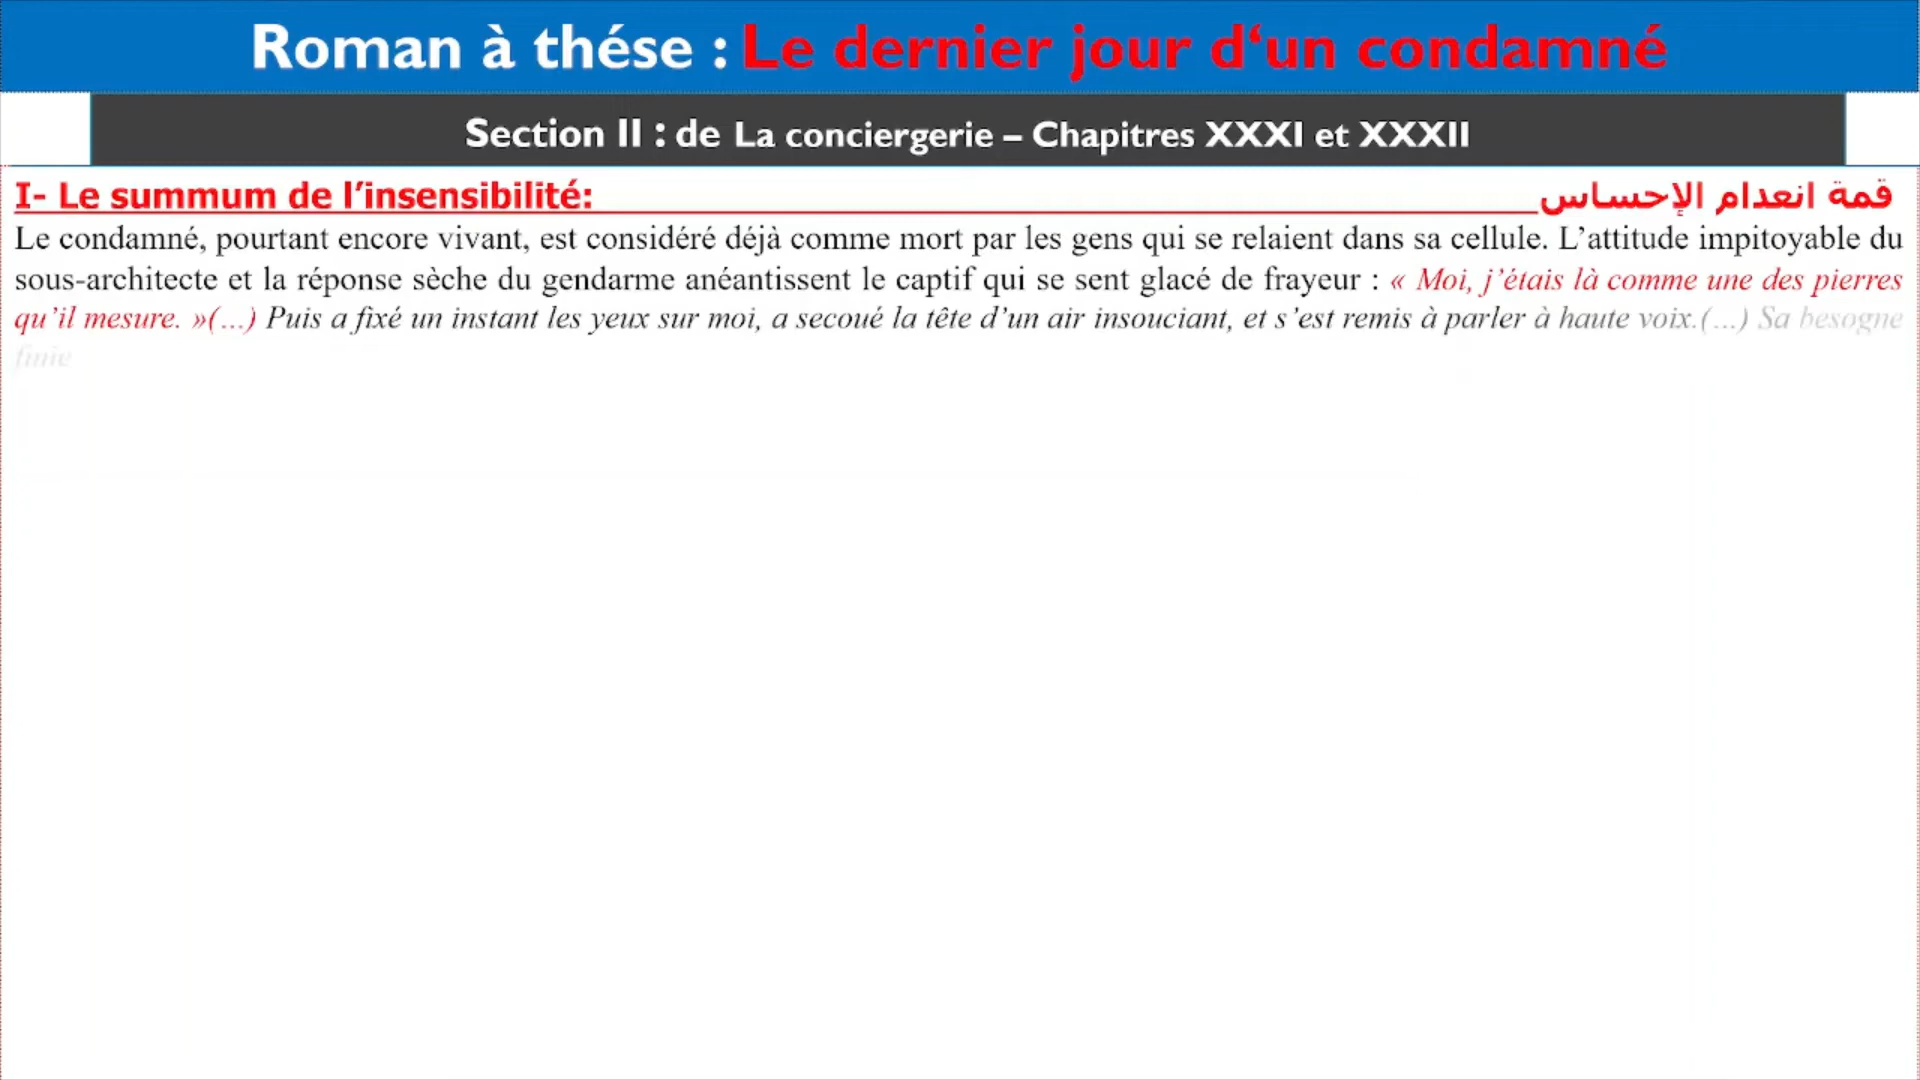 Roman à thése : Le dernier jour d‘un condamné
Section II : de La conciergerie – Chapitres XXXI et XXXII
I- Le summum de l’insensibilité: قمة انعدام الإحساس
Le condamné, pourtant encore vivant, est considéré déjà comme mort par les gens qui se relaient dans sa cellule. L’attitude impitoyable du
sous-architecte et la réponse sèche du gendarme anéantissent le captif qui se sent glacé de frayeur : « Moi, j’étais là comme une des pierres
qu’il mesure. »(…) Puis a fixé un instant les yeux sur moi, a secoué la tête d’un air insouciant, et s’est remis à parler à haute voix.(…) Sa besogne
finie